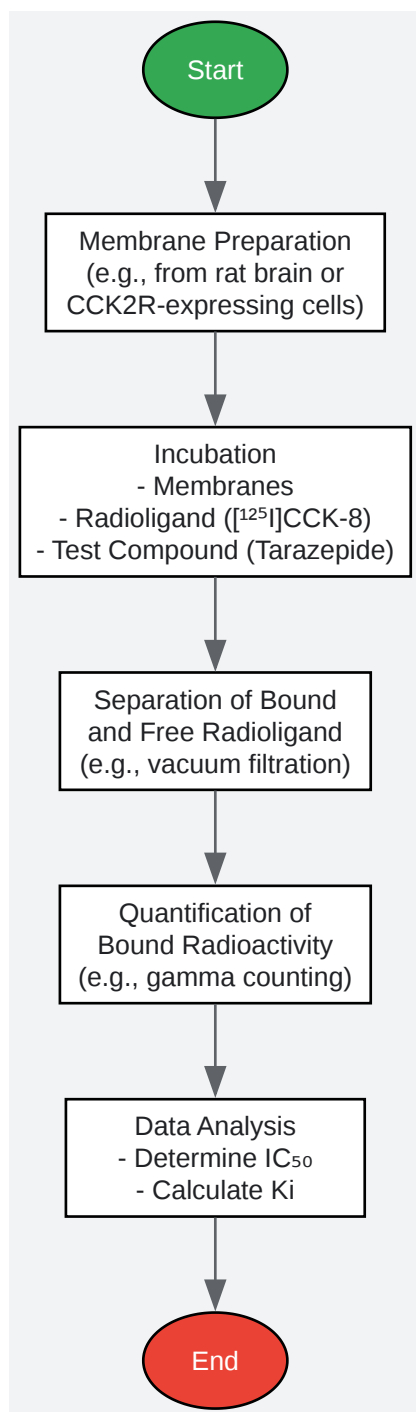 Start
Membrane Preparation
(e.g., from rat brain or
CCK2R-expressing cells)
Incubation
- Membranes
- Radioligand ([¹²⁵I]CCK-8)
- Test Compound (Tarazepide)
Separation of Bound
and Free Radioligand
(e.g., vacuum filtration)
Quantification of
Bound Radioactivity
(e.g., gamma counting)
Data Analysis
- Determine IC₅₀
- Calculate Ki
End